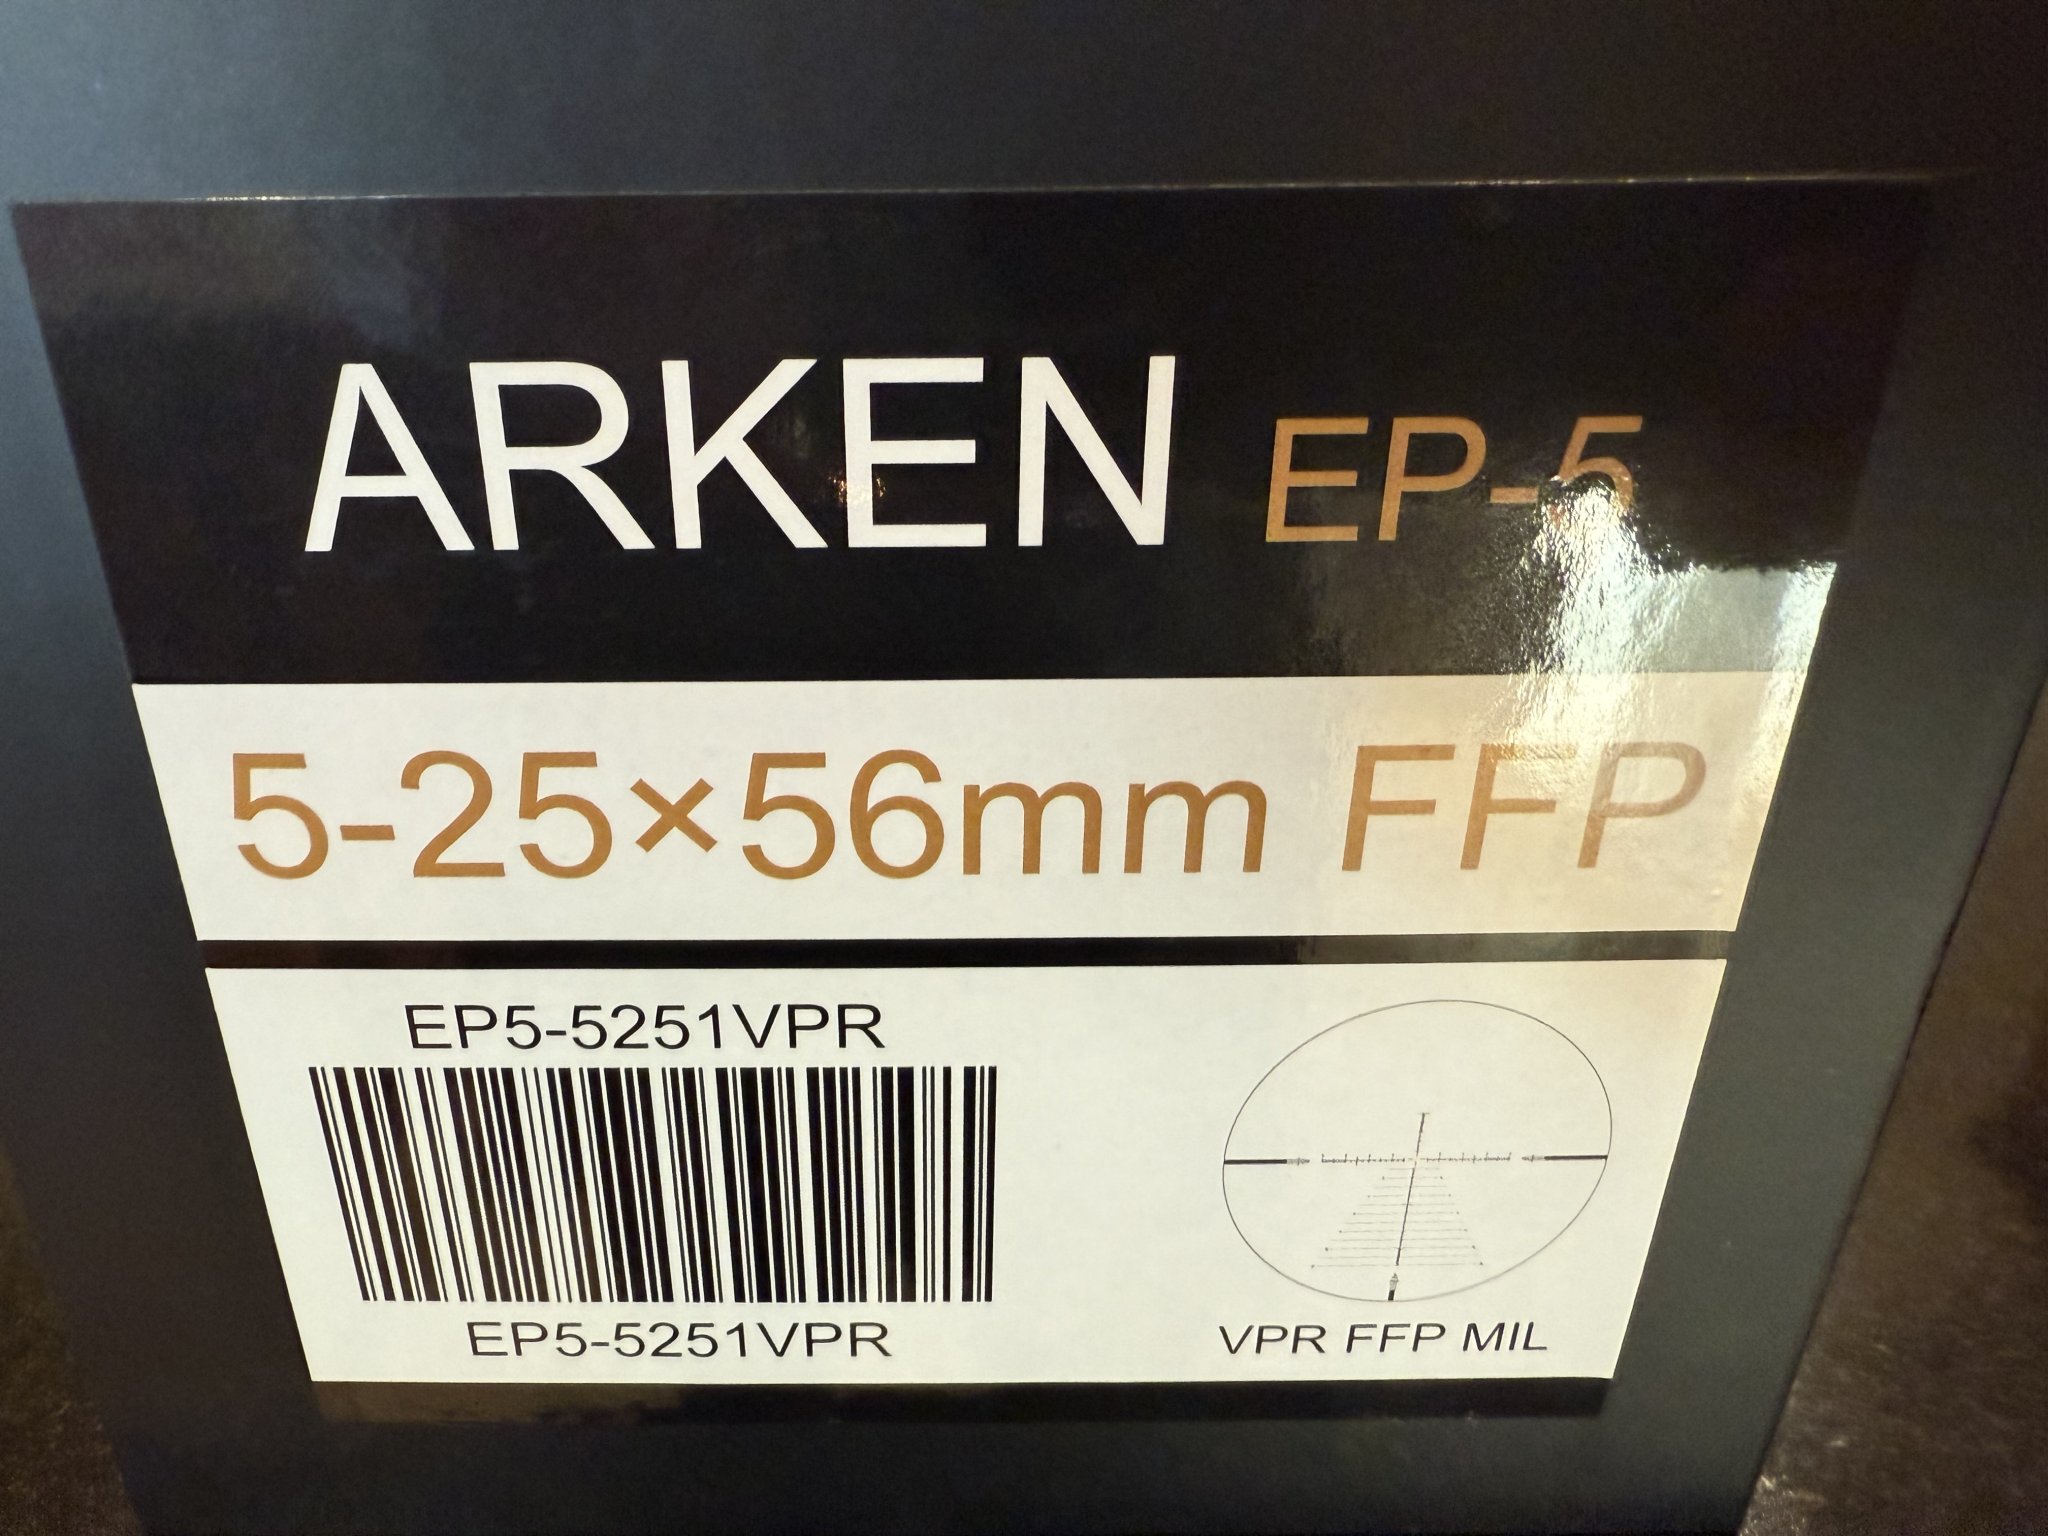 ARKEN EP-5
5-25×56mm FFP
EP5-5251VPR
EP5-5251VPR
VPR FFP MIL